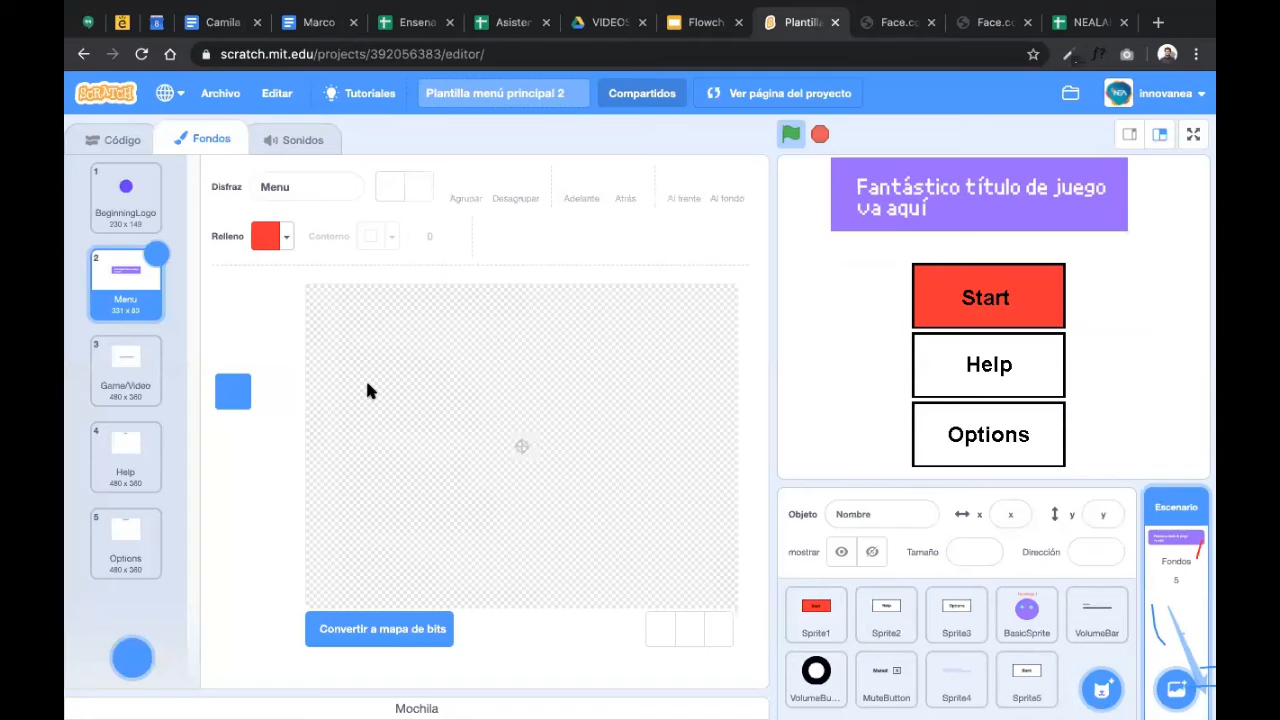 Camila
Marco
Ensena
Asister
VIDEOS
Flowch
Plantilla
Face.co
Face.co
NEALAI
scratch.mit.edu/projects/392056383/editor/
SCRATCH
Archivo
Editar
Tutoriales
Plantilla menú principal 2
Compartidos
Ver página del proyecto
innovanea
Código
Fondos
Sonidos
1
BeginningLogo
230 x 149
2
Menu
331 x 83
3
Game/Video
480 x 360
4
Help
480 x 360
5
Options
480 x 360
Disfraz
Menu
Agrupar
Desagrupar
Adelante
Atrás
Al frente
Al fondo
Relleno
Contorno
0
Convertir a mapa de bits
Mochila
Fantástico título de juego
va aquí
Start
Help
Options
Objeto
Nombre
x
x
y
y
mostrar
Tamaño
Dirección
Escenario
Fondos
5
Sprite1
Sprite2
Sprite3
BasicSprite
VolumeBar
VolumeBu...
MuteButton
Sprite4
Sprite5